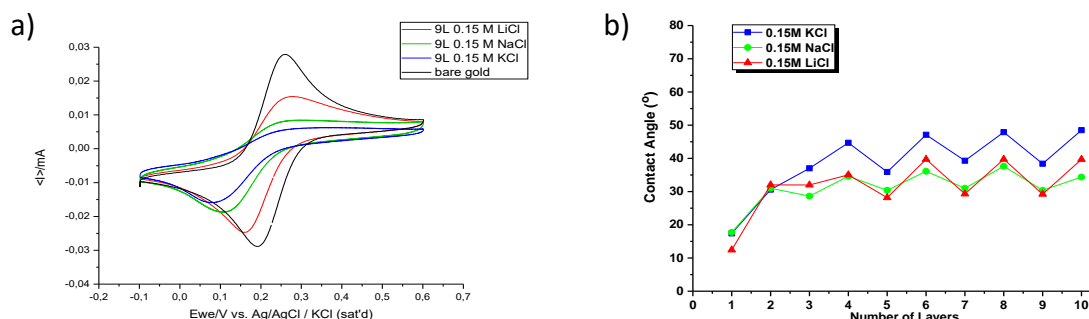 a)
9L 0.15 M LiCl
9L 0.15 M NaCl
9L 0.15 M KCl
bare gold
0,03
0,02
0,01
0,00
-0,01
-0,02
-0,03
-0,04
<I>/mA
-0,2 -0,1 0,0 0,1 0,2 0,3 0,4 0,5 0,6 0,7
Ewe/V vs. Ag/AgCl / KCl (sat'd)
b)
0.15M KCl
0.15M NaCl
0.15M LiCl
80
70
60
50
40
30
20
10
0
Contact Angle (°)
0 1 2 3 4 5 6 7 8 9 10
Number of Layers